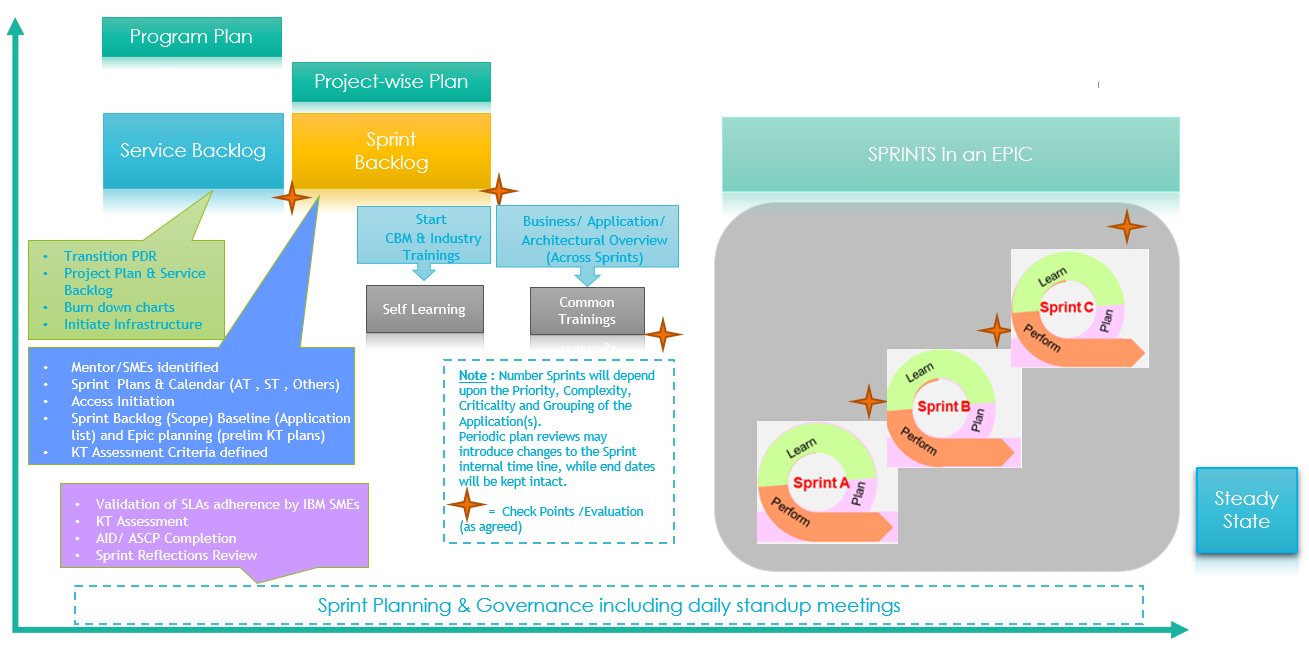 Program Plan
Project-wise Plan
Service Backlog
Sprint
Backlog
SPRINTS In an EPIC
Start
CBM & Industry
Trainings
Business/ Application/
Architectural Overview
(Across Sprints)
Self Learning
Common
Trainings
• Transition PDR
• Project Plan & Service
Backlog
• Burn down charts
• Initiate Infrastructure
• Mentor/SMEs identified
• Sprint Plans & Calendar (AT , ST , Others)
• Access Initiation
• Sprint Backlog (Scope) Baseline (Application
list) and Epic planning (prelim KT plans)
• KT Assessment Criteria defined
Note : Number Sprints will depend
upon the Priority, Complexity,
Criticality and Grouping of the
Application(s).
Periodic plan reviews may
introduce changes to the Sprint
internal time line, while end dates
will be kept intact.
= Check Points /Evaluation
(as agreed)
• Validation of SLAs adherence by IBM SMEs
• KT Assessment
• AID/ ASCP Completion
• Sprint Reflections Review
Learn
Sprint C
Plan
Perform
Learn
Sprint B
Plan
Perform
Learn
Sprint A
Plan
Perform
Steady
State
Sprint Planning & Governance including daily standup meetings